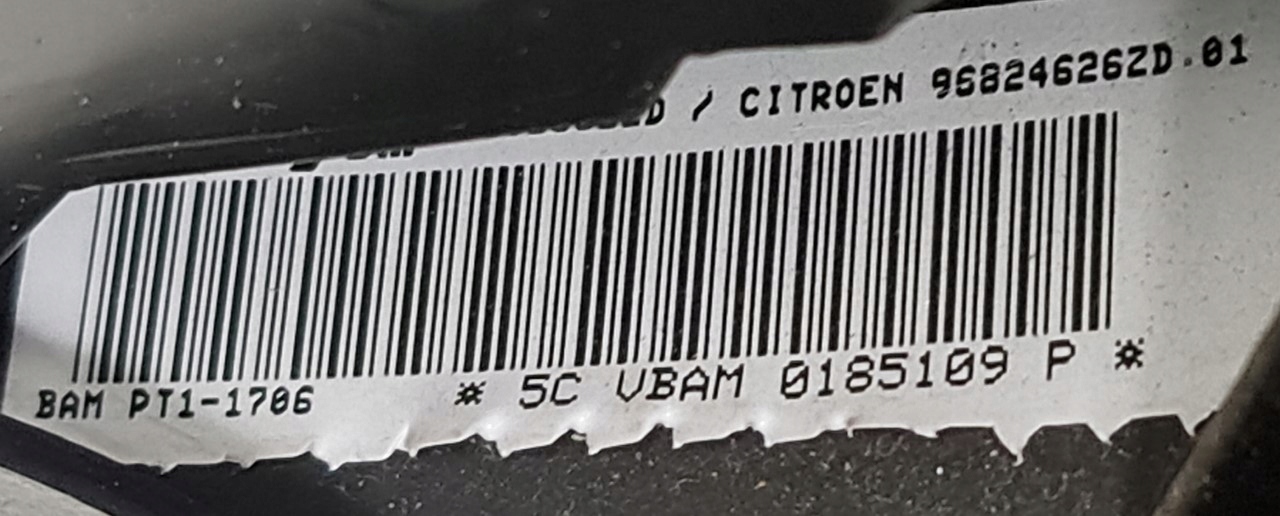 D / CITROEN 96824626ZD.01
BAM PT1-1706 * 5C VBAM 0185109 P *